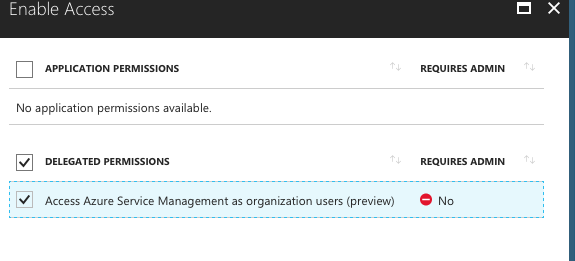 Enable Access
APPLICATION PERMISSIONS REQUIRES ADMIN
No application permissions available.
DELEGATED PERMISSIONS REQUIRES ADMIN
Access Azure Service Management as organization users (preview) No